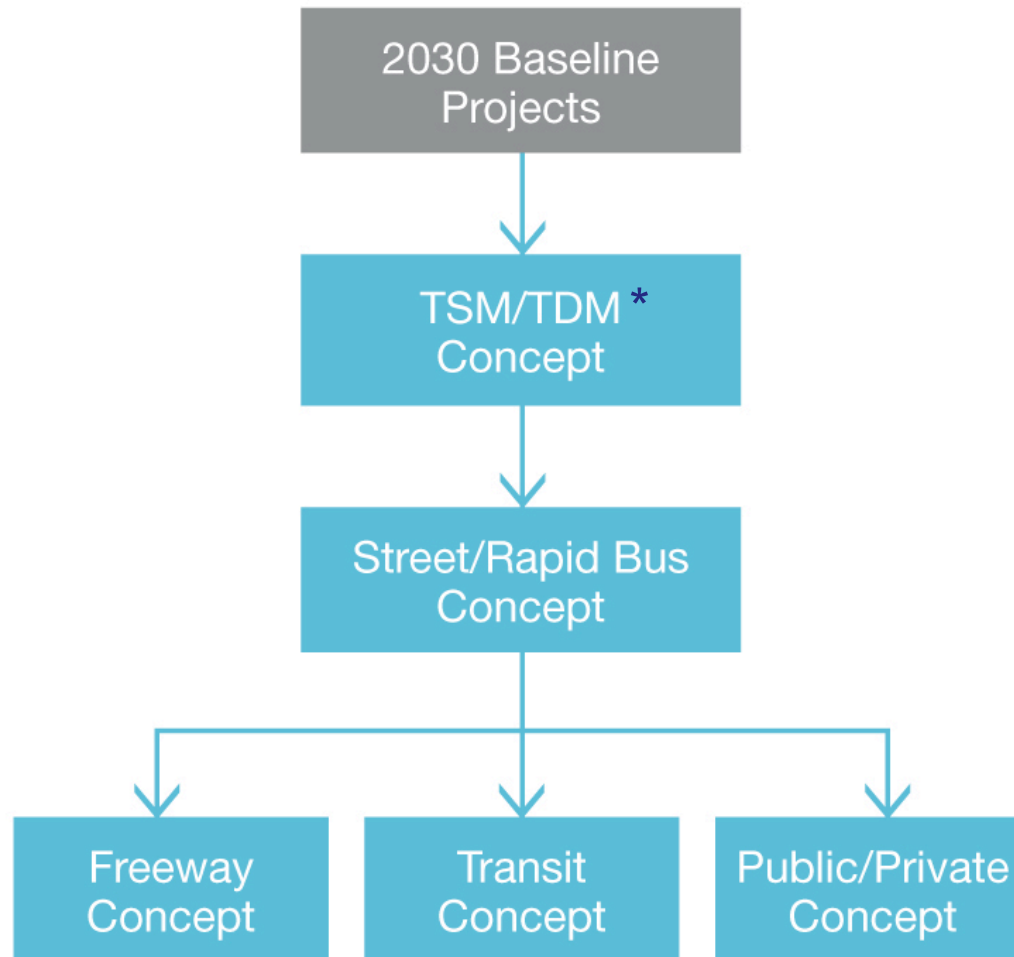 2030 Baseline
Projects
TSM/TDM *
Concept
Street/Rapid Bus
Concept
Freeway
Concept
Transit
Concept
Public/Private
Concept